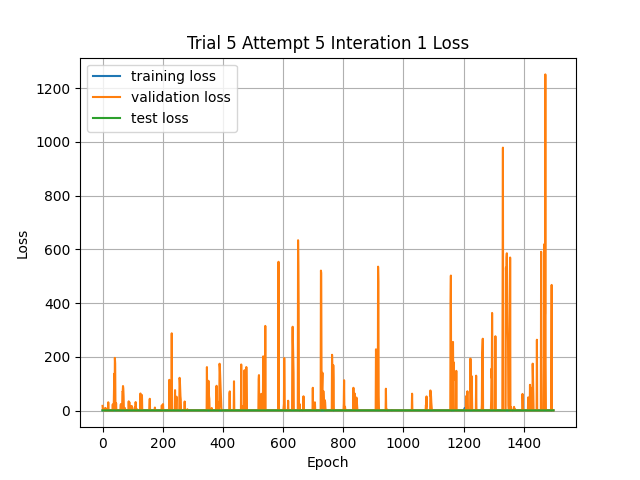 Trial 5 Attempt 5 Interation 1 Loss
training loss
validation loss
test loss
Loss
1200
1000
800
600
400
200
0
0 200 400 600 800 1000 1200 1400
Epoch